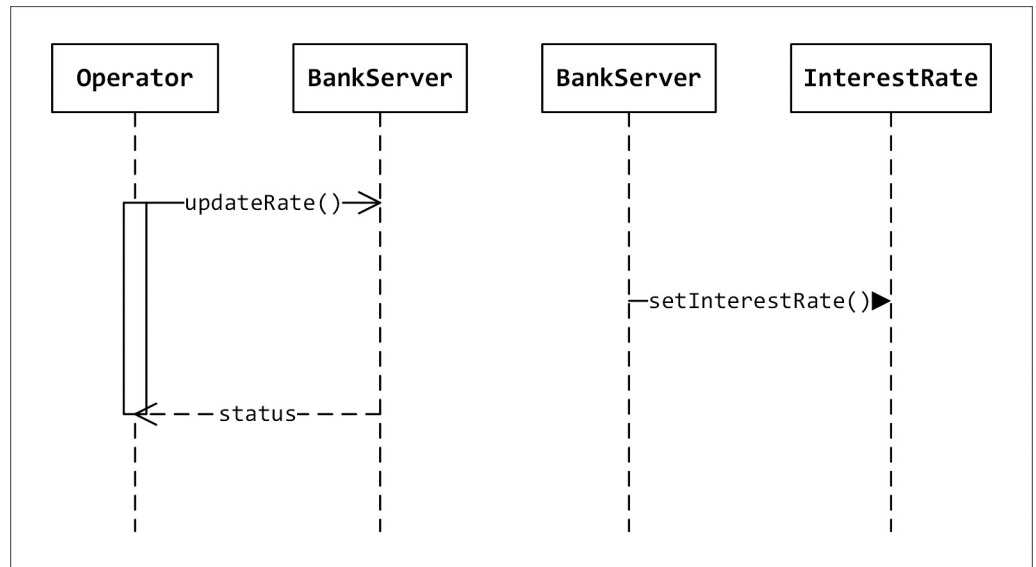 Operator
BankServer
BankServer
InterestRate
updateRate()
setInterestRate()
status